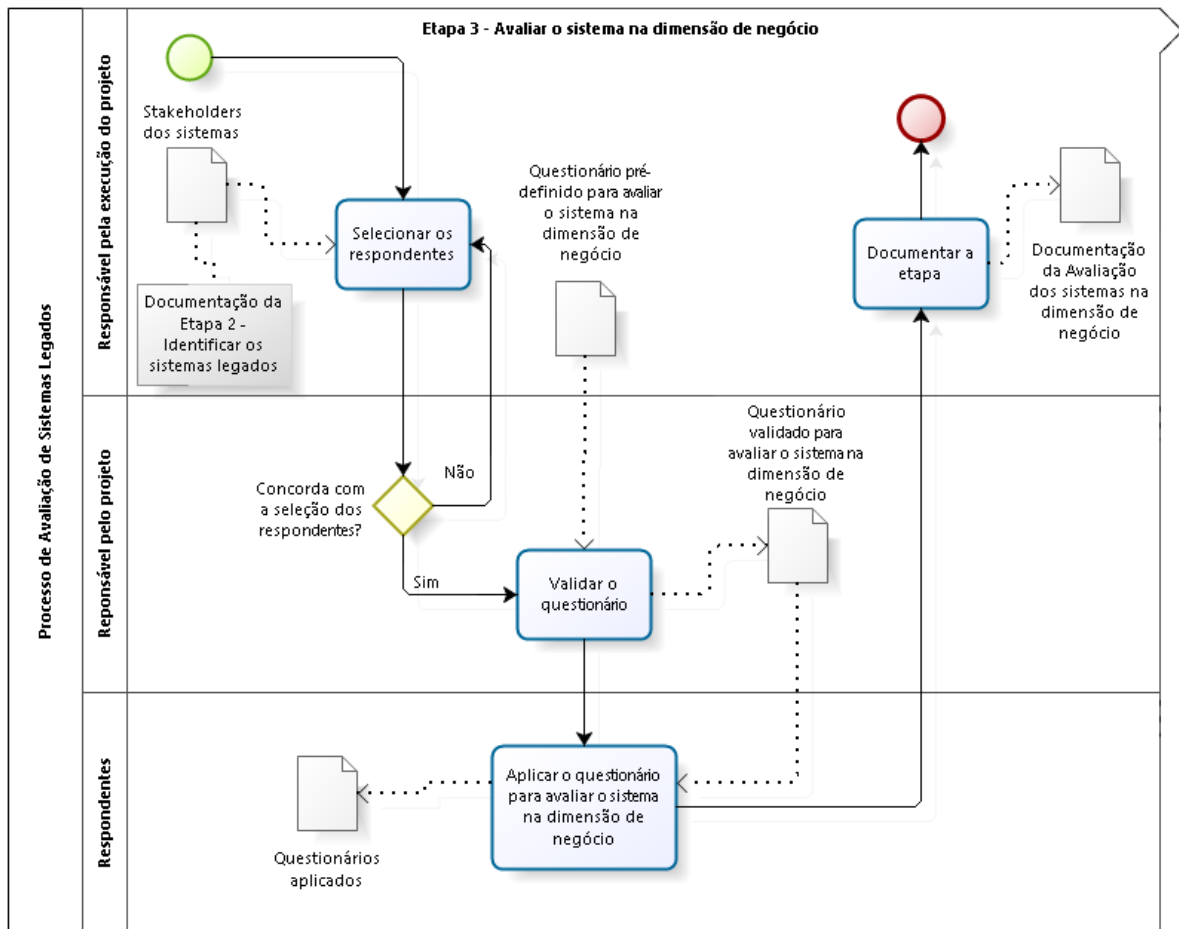 Etapa 3 - Avaliar o sistema na dimensão de negócio
Processo de Avaliação de Sistemas Legados
Responsável pela execução do projeto
Stakeholders
dos sistemas
Selecionar os
respondentes
Documentação da
Etapa 2 -
Identificar os
sistemas legados
Questionário pré-
definido para avaliar
o sistema na
dimensão de
negócio
Documentar a
etapa
Documentação
da Avaliação
dos sistemas na
dimensão de
negócio
Reponsável pelo projeto
Concorda com
a seleção dos
respondentes?
Não
Sim
Validar o
questionário
Questionário
validado para
avaliar o sistema na
dimensão de
negócio
Respondentes
Questionários
aplicados
Aplicar o questionário
para avaliar o sistema
na dimensão de
negócio